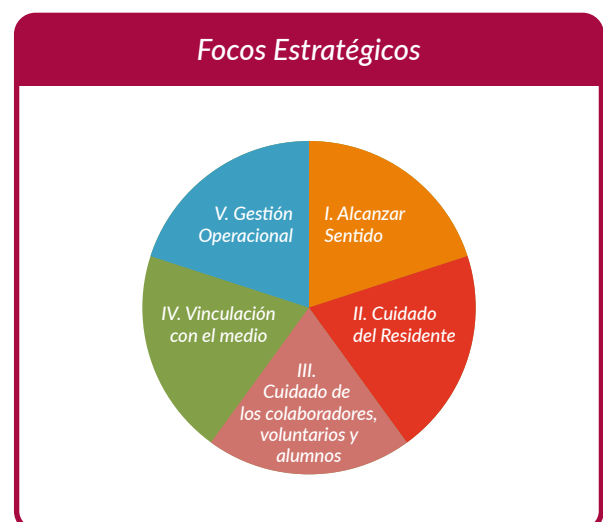 Focos Estratégicos
I. Alcanzar
Sentido
II. Cuidado
del Residente
III.
Cuidado de
los colaboradores,
voluntarios y
alumnos
IV. Vinculación
con el medio
V. Gestión
Operacional